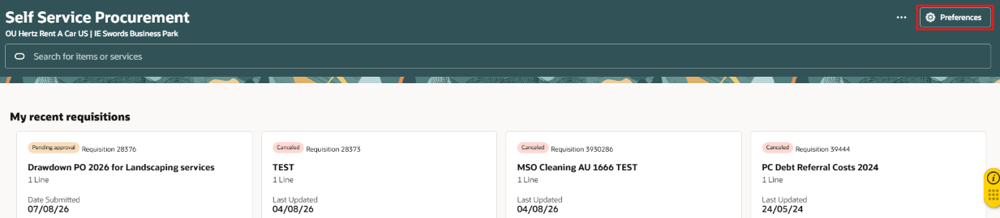 Self Service Procurement
... Preferences
OU Hertz Rent A Car US | IE Swords Business Park
Search for items or services
My recent requisitions
Pending approval Requisition 28376
Drawdown PO 2026 for Landscaping services
1 Line
Date Submitted
07/08/26
Canceled Requisition 28373
TEST
1 Line
Last Updated
04/08/26
Canceled Requisition 3930286
MSO Cleaning AU 1666 TEST
1 Line
Last Updated
04/08/26
Canceled Requisition 39444
PC Debt Referral Costs 2024
1 Line
Last Updated
24/05/24